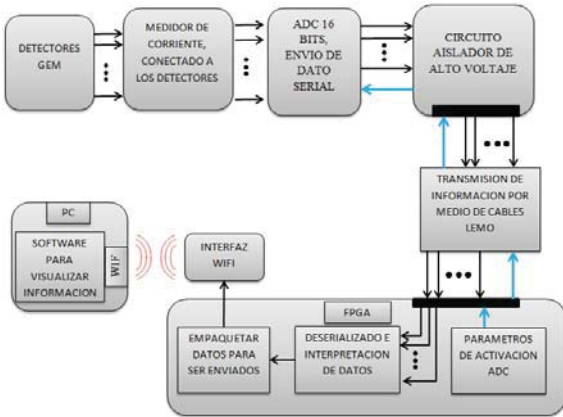 DETECTORES
GEM
MEDIDOR DE
CORRIENTE,
CONECTADO A
LOS DETECTORES
ADC 16
BITS,
ENVIO DE
DATO
SERIAL
CIRCUITO
AISLADOR DE
ALTO VOLTAJE
TRANSMISION DE
INFORMACION POR
MEDIO DE CABLES
LEMO
PC
SOFTWARE
PARA
VISUALIZAR
INFORMACION
WIF
INTERFAZ
WIFI
FPGA
EMPAQUETAR
DATOS PARA
SER ENVIADOS
DESERIALIZADO E
INTERPRETACION
DE DATOS
PARAMETROS
DE ACTIVACION
ADC